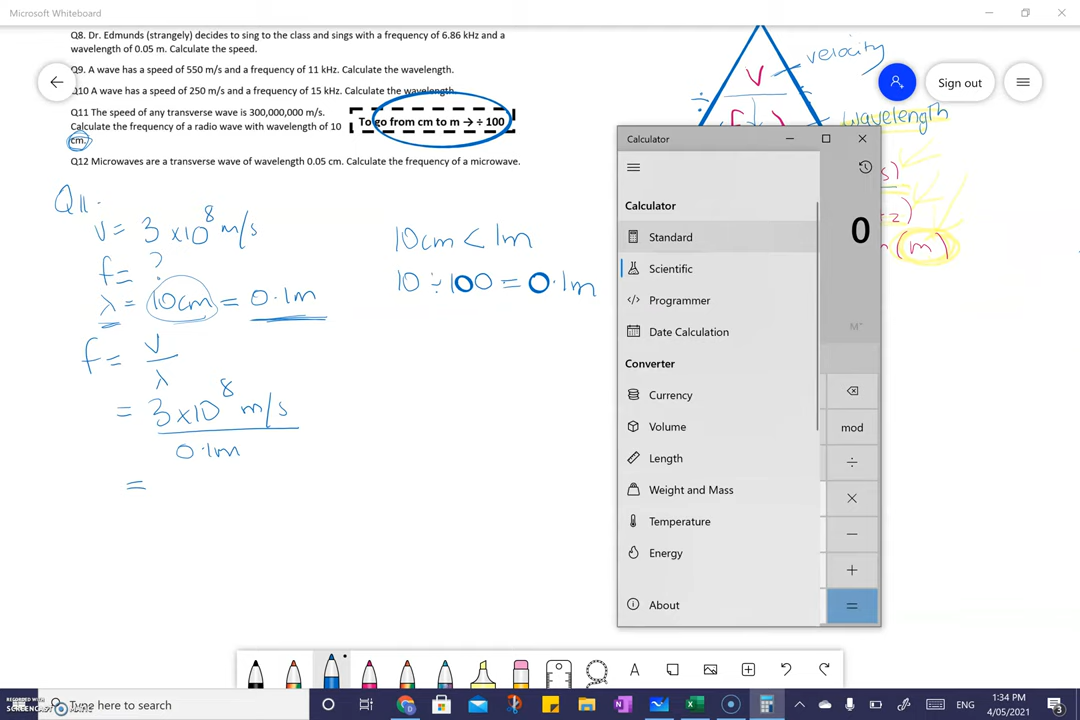 Microsoft Whiteboard
Q8. Dr. Edmunds (strangely) decides to sing to the class and sings with a frequency of 6.86 kHz and a
wavelength of 0.05 m. Calculate the speed.
Q9. A wave has a speed of 550 m/s and a frequency of 11 kHz. Calculate the wavelength.
Q10 A wave has a speed of 250 m/s and a frequency of 15 kHz. Calculate the wavelength.
Q11 The speed of any transverse wave is 300,000,000 m/s.
Calculate the frequency of a radio wave with wavelength of 10
cm.
To go from cm to m → ÷ 100
Q12 Microwaves are a transverse wave of wavelength 0.05 cm. Calculate the frequency of a microwave.
Q11.
V = 3 ×10⁸ m/s
f = ?
λ = 10cm = 0.1m
f = V/λ
= 3×10⁸ m/s
0.1m
=
10cm < 1m
10 ÷ 100 = 0.1m
V velocity
÷ ÷
f λ wavelength
s)
z)
(m)
Sign out
Calculator
0
Calculator
Standard
Scientific
Programmer
Date Calculation
Converter
Currency
Volume
Length
Weight and Mass
Temperature
Energy
About
mod
÷
×
−
+
=
A
RECORDED WITH
SCREENCAST
Type here to search
ENG
1:34 PM
4/05/2021
3